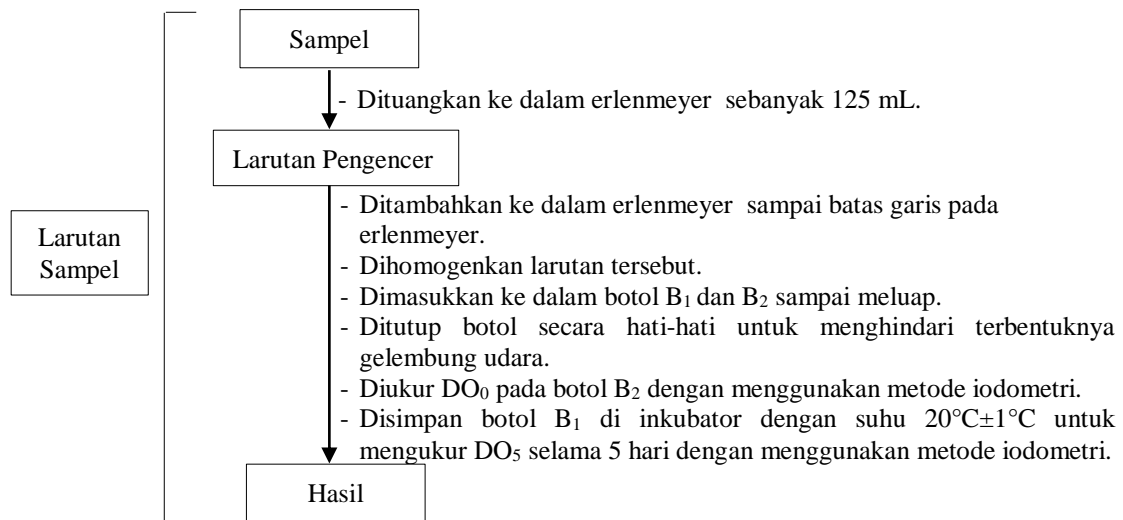 Sampel
- Dituangkan ke dalam erlenmeyer sebanyak 125 mL.
Larutan Pengencer
- Ditambahkan ke dalam erlenmeyer sampai batas garis pada
erlenmeyer.
- Dihomogenkan larutan tersebut.
- Dimasukkan ke dalam botol B₁ dan B₂ sampai meluap.
- Ditutup botol secara hati-hati untuk menghindari terbentuknya
gelembung udara.
- Diukur DO₀ pada botol B₂ dengan menggunakan metode iodometri.
- Disimpan botol B₁ di inkubator dengan suhu 20°C±1°C untuk
mengukur DO₅ selama 5 hari dengan menggunakan metode iodometri.
Hasil
Larutan
Sampel